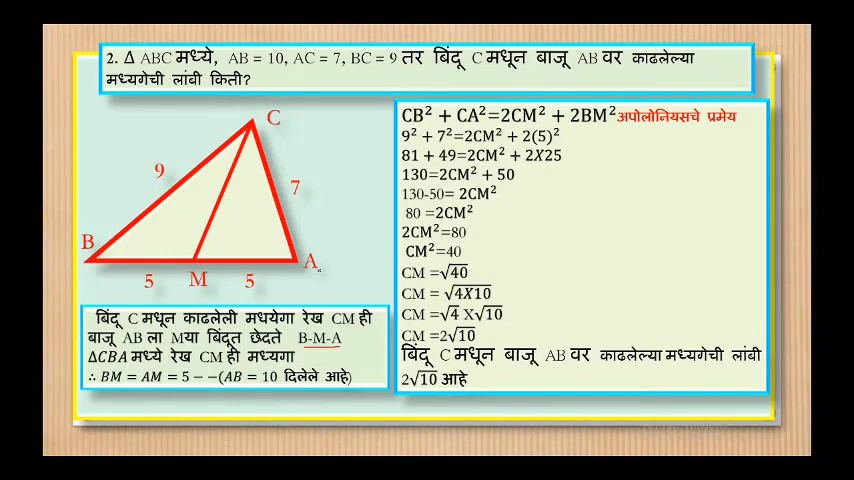 2. Δ ABC मध्ये, AB = 10, AC = 7, BC = 9 तर बिंदू C मधून बाजू AB वर काढलेल्या
मध्यगेची लांबी किती?
C
9
7
B
A
5
M
5
बिंदू C मधून काढलेली मधयेगा रेख CM ही
बाजू AB ला Mया बिंदूत छेदते B-M-A
ΔCBA मध्ये रेख CM ही मध्यगा
∴ BM = AM = 5 − −(AB = 10 दिलेले आहे)
CB² + CA²=2CM² + 2BM² अपोलोनियसचे प्रमेय
9² + 7²=2CM² + 2(5)²
81 + 49=2CM² + 2X25
130=2CM² + 50
130-50= 2CM²
80 =2CM²
2CM²=80
CM²=40
CM =√40
CM = √4X10
CM =√4 X√10
CM =2√10
बिंदू C मधून बाजू AB वर काढलेल्या मध्यगेची लांबी
2√10 आहे